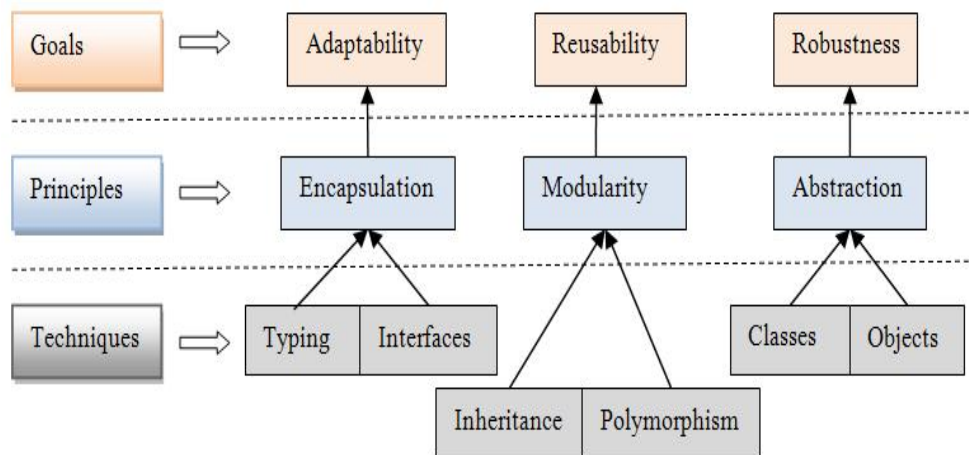 Goals
Adaptability
Reusability
Robustness
Principles
Encapsulation
Modularity
Abstraction
Techniques
Typing
Interfaces
Classes
Objects
Inheritance
Polymorphism